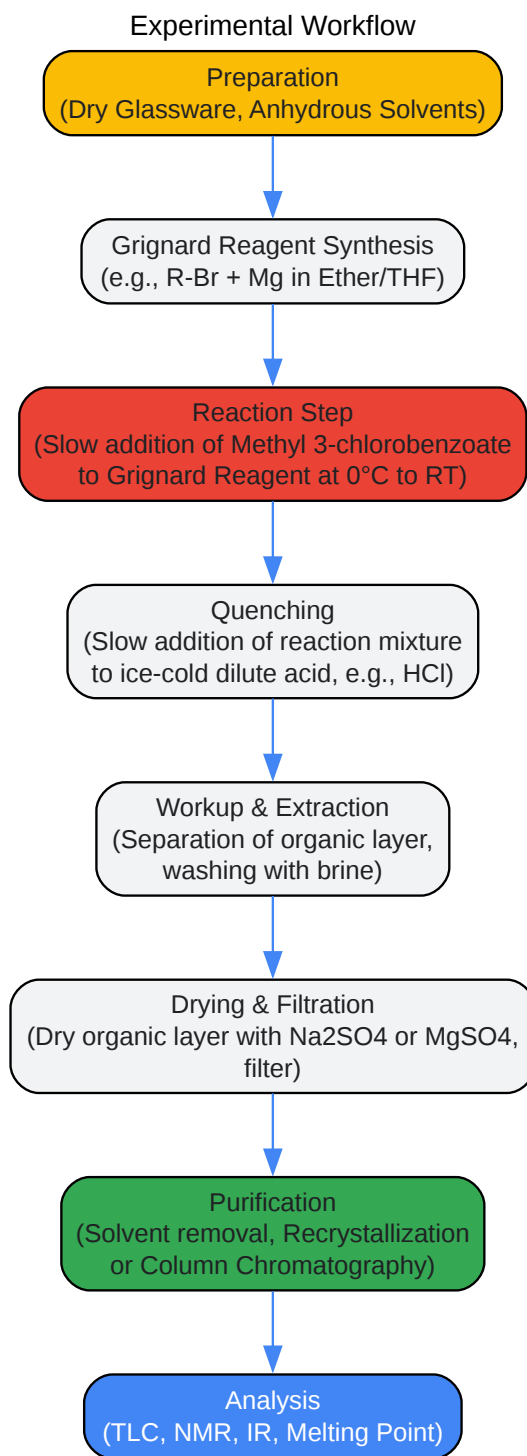 Experimental Workflow
Preparation
(Dry Glassware, Anhydrous Solvents)
Grignard Reagent Synthesis
(e.g., R-Br + Mg in Ether/THF)
Reaction Step
(Slow addition of Methyl 3-chlorobenzoate
to Grignard Reagent at 0°C to RT)
Quenching
(Slow addition of reaction mixture
to ice-cold dilute acid, e.g., HCl)
Workup & Extraction
(Separation of organic layer,
washing with brine)
Drying & Filtration
(Dry organic layer with Na2SO4 or MgSO4,
filter)
Purification
(Solvent removal, Recrystallization
or Column Chromatography)
Analysis
(TLC, NMR, IR, Melting Point)